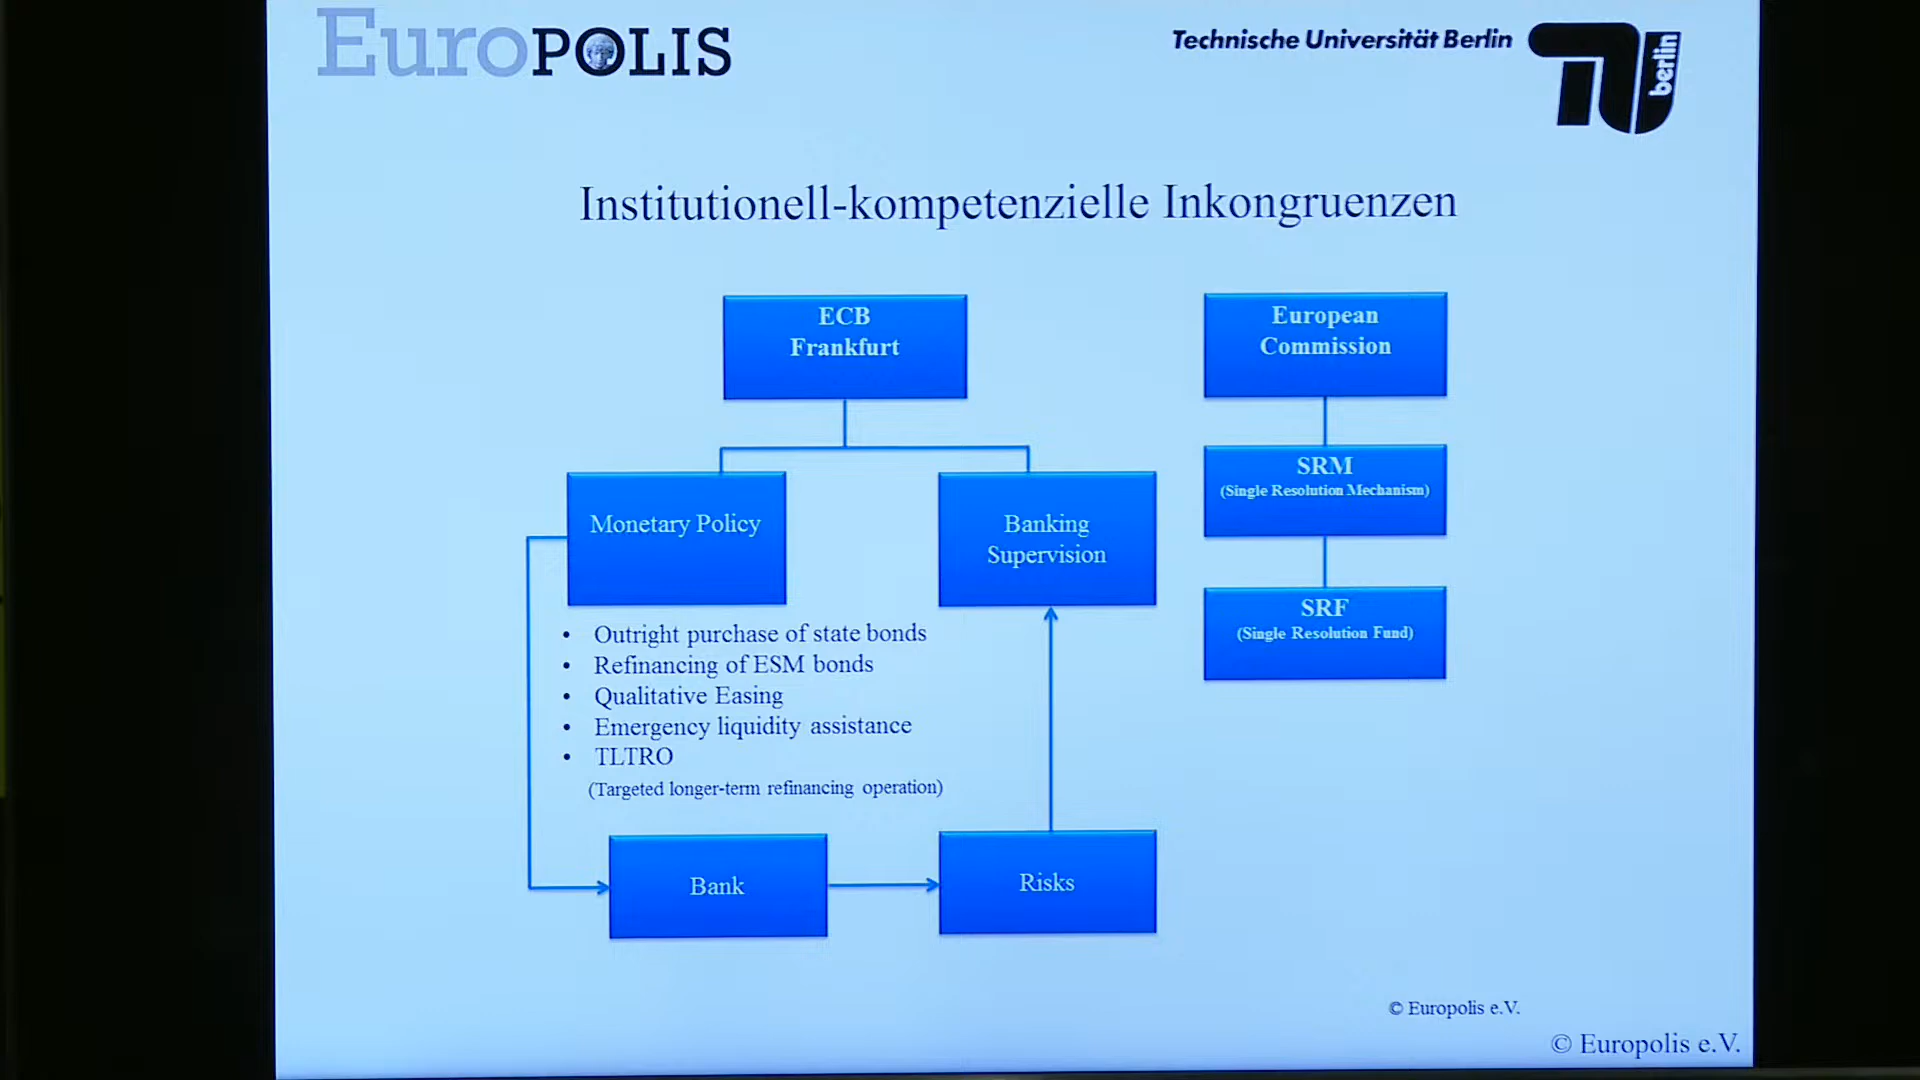 EuroPOLIS
Technische Universität Berlin
berlin
Institutionell-kompetenzielle Inkongruenzen
ECB
Frankfurt
European
Commission
SRM
(Single Resolution Mechanism)
SRF
(Single Resolution Fund)
Monetary Policy
Banking
Supervision
• Outright purchase of state bonds
• Refinancing of ESM bonds
• Qualitative Easing
• Emergency liquidity assistance
• TLTRO
(Targeted longer-term refinancing operation)
Bank
Risks
© Europolis e.V.
© Europolis e.V.